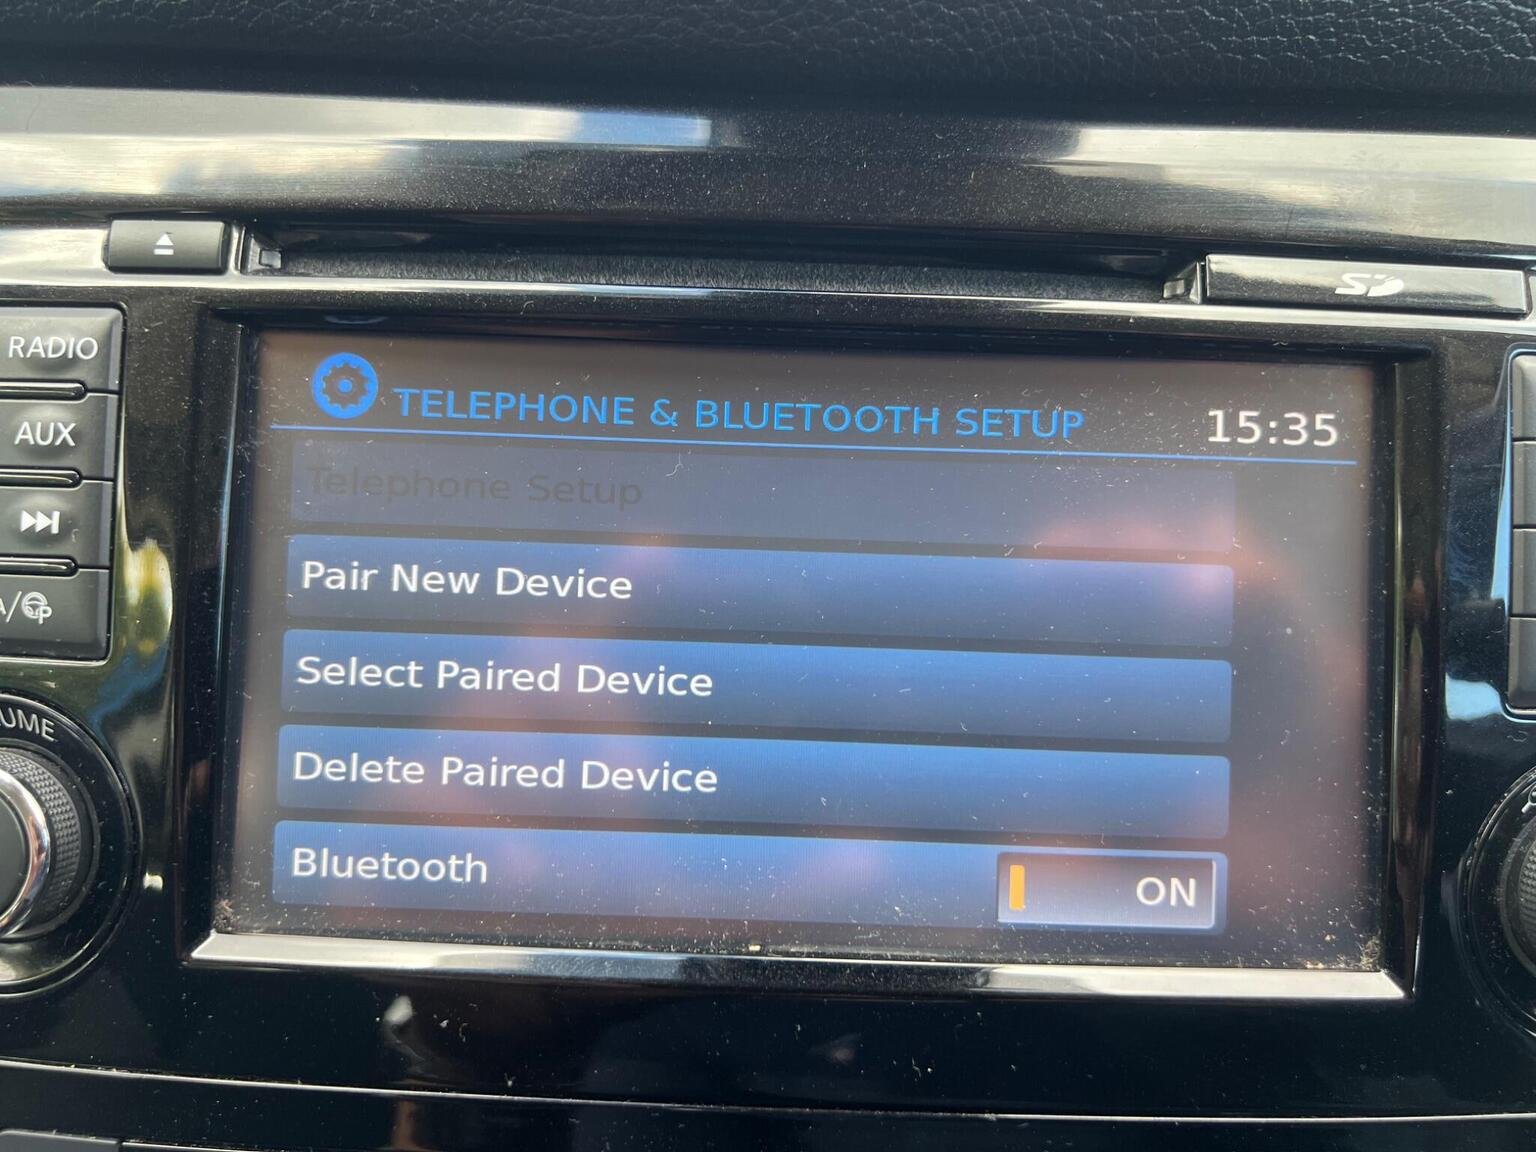 SD
RADIO
AUX
TELEPHONE & BLUETOOTH SETUP
15:35
Telephone Setup
Pair New Device
Select Paired Device
Delete Paired Device
Bluetooth
ON